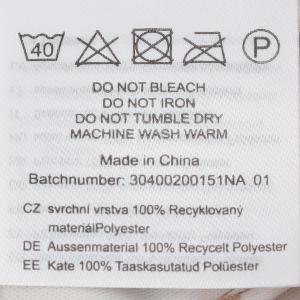 40 P
DO NOT BLEACH
DO NOT IRON
DO NOT TUMBLE DRY
MACHINE WASH WARM
Made in China
Batchnumber: 30400200151NA 01
CZ svrchní vrstva 100% Recyklovaný
materiálPolyester
DE Aussenmaterial 100% Recycelt Polyester
EE Kate 100% Taaskasutatud Polüester